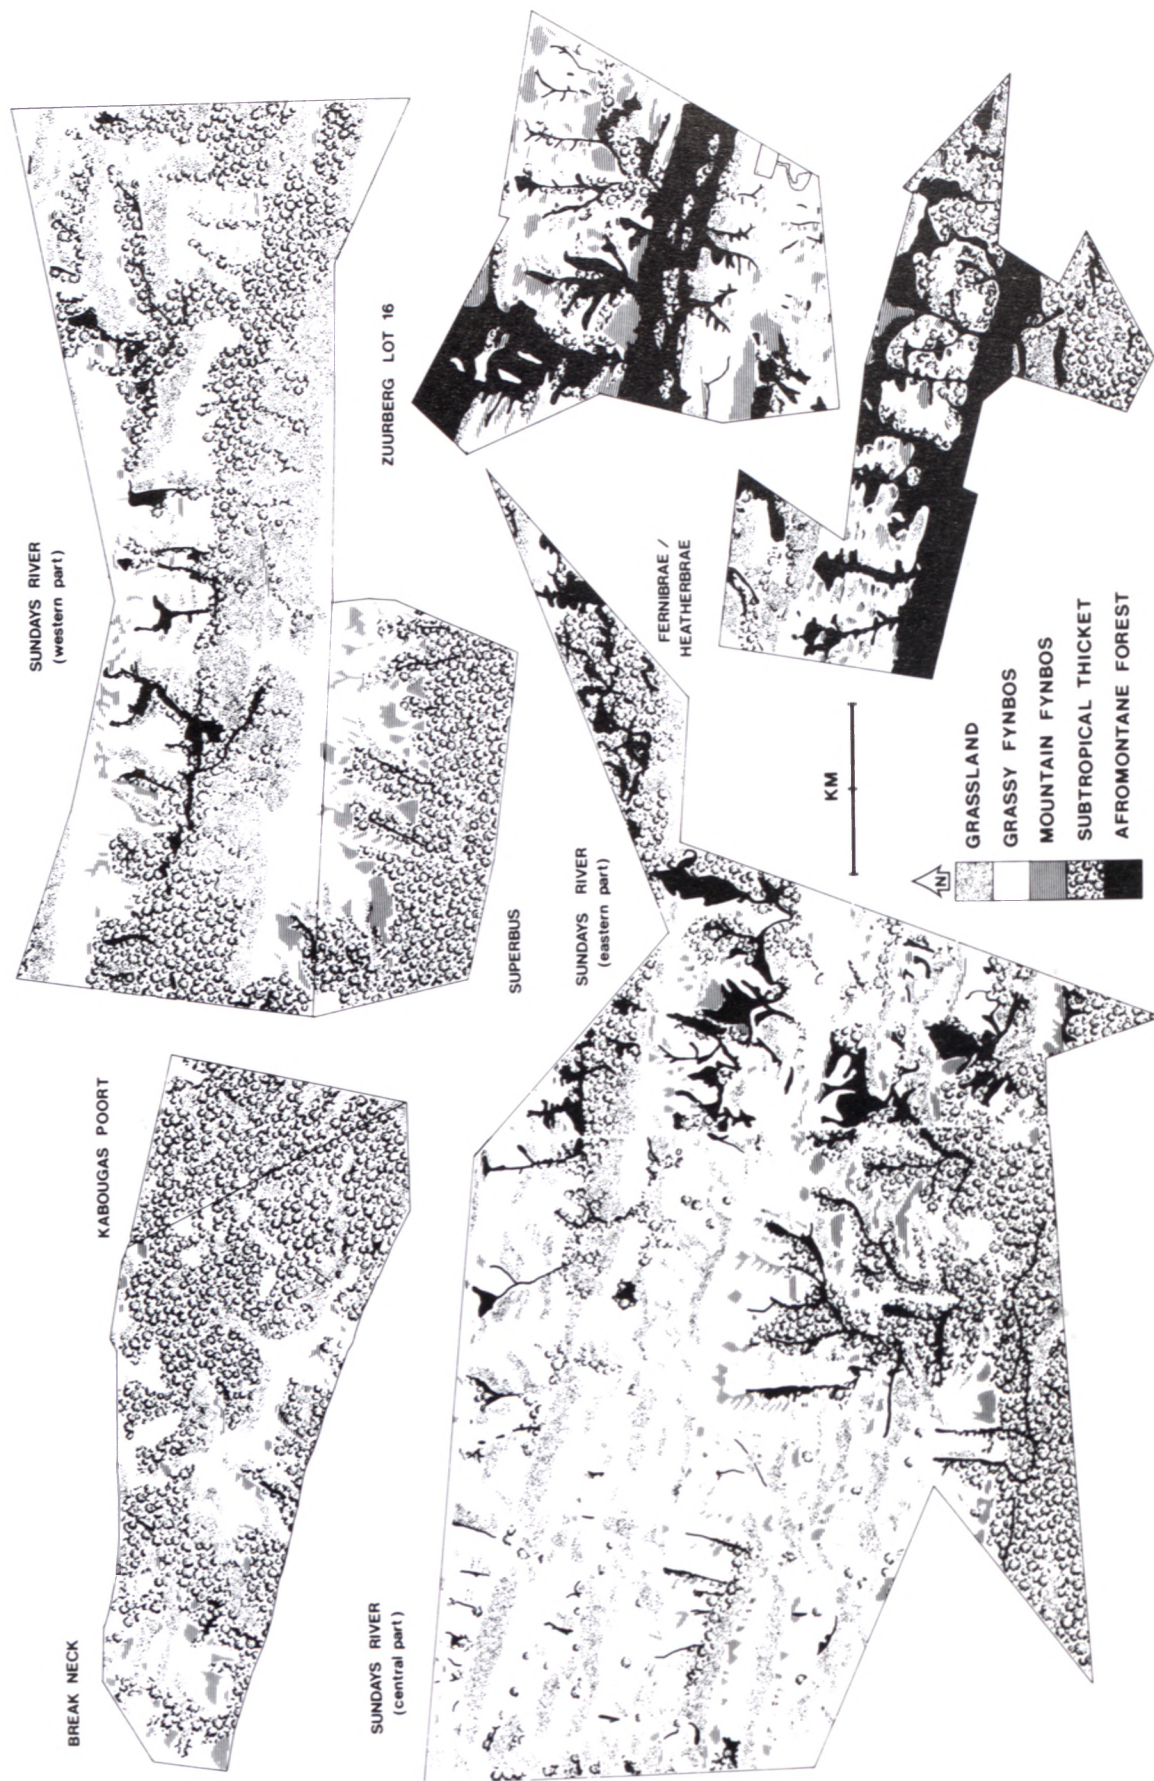 BREAK NECK
KABOUGAS POORT
SUNDAYS RIVER
(western part)
SUPERBUS
ZUURBERG LOT 16
SUNDAYS RIVER
(central part)
SUNDAYS RIVER
(eastern part)
FERNIBRAE /
HEATHERBRAE
KM
N
GRASSLAND
GRASSY FYNBOS
MOUNTAIN FYNBOS
SUBTROPICAL THICKET
AFROMONTANE FOREST